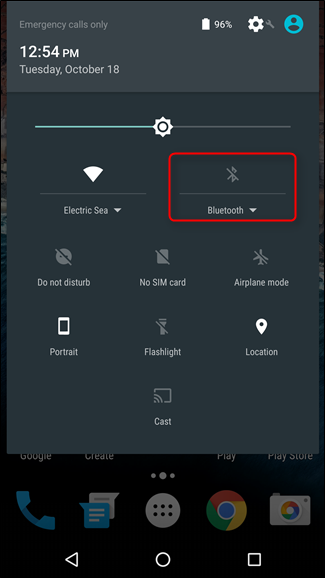 Emergency calls only 96%
12:54 PM
Tuesday, October 18
Electric Sea Bluetooth
Do not disturb No SIM card Airplane mode
Portrait Flashlight Location
Cast
Google Create Play Play Store